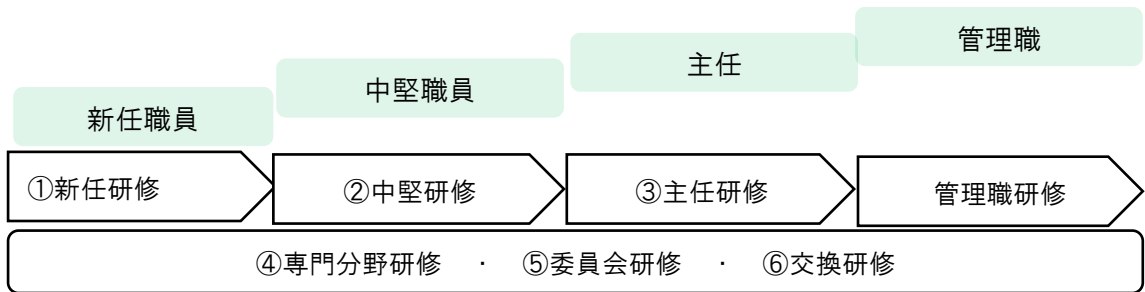 管理職
主任
中堅職員
新任職員
①新任研修
②中堅研修
③主任研修
管理職研修
④専門分野研修 ・ ⑤委員会研修 ・ ⑥交換研修